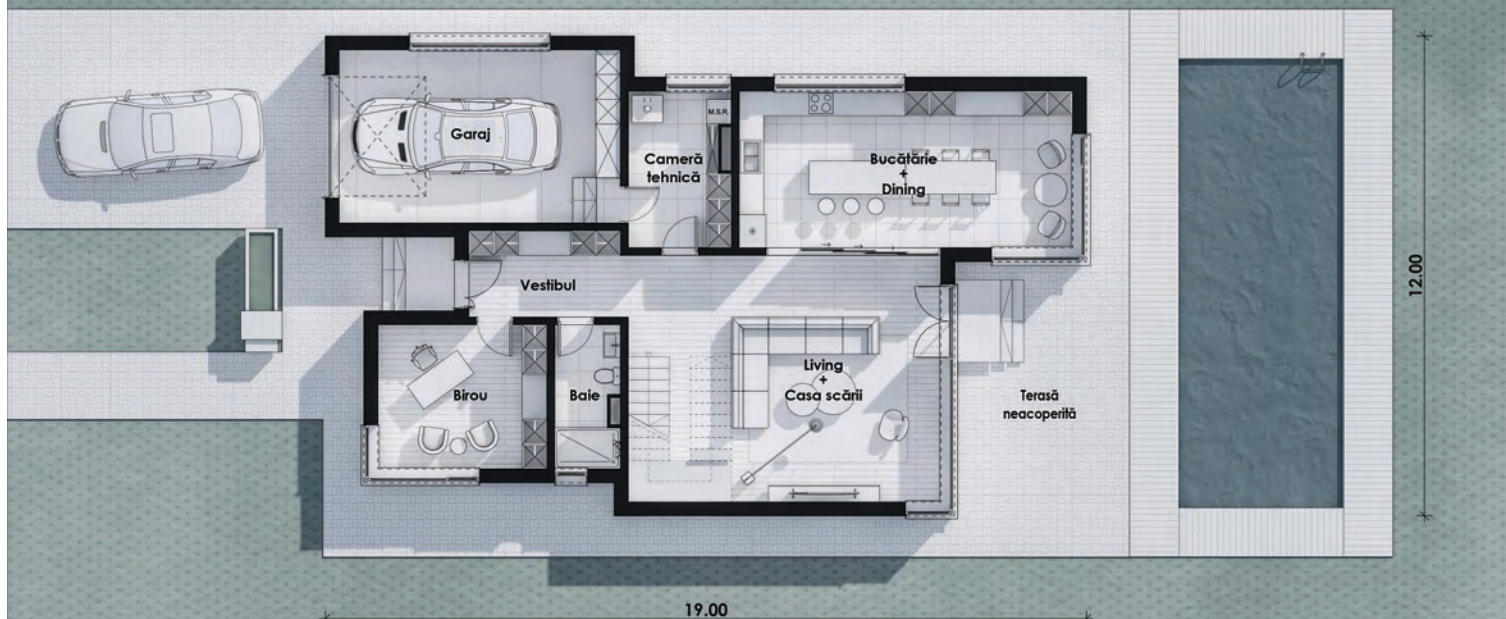 Garaj
M.S.R.
Cameră
tehnică
Bucătărie
+
Dining
Vestibul
12.00
Birou
Baie
Living
+
Casa scării
Terasă
neacoperită
19.00